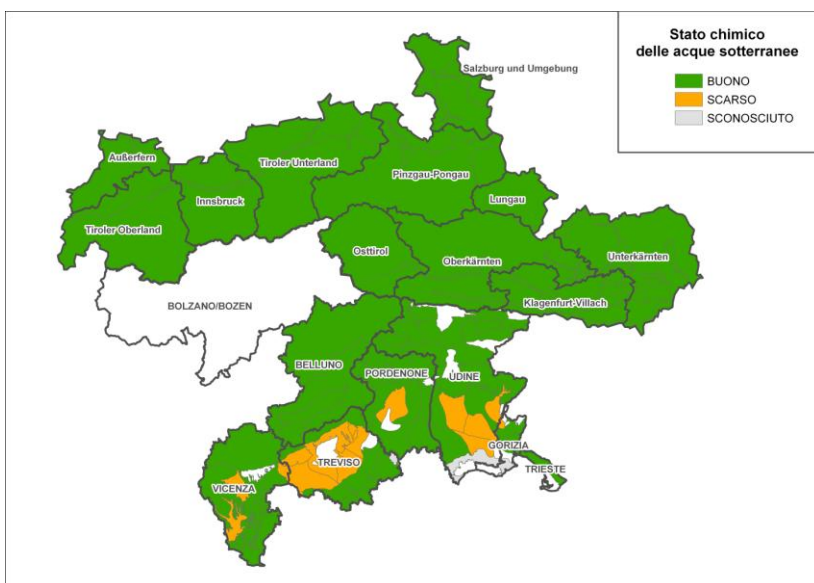 Stato chimico
delle acque sotterranee
BUONO
SCARSO
SCONOSCIUTO
Salzburg und Umgebung
Außerfern
Tiroler Unterland
Pinzgau-Pongau
Innsbruck
Lungau
Tiroler Oberland
Osttirol
Oberkärnten
Unterkärnten
BOLZANO/BOZEN
Klagenfurt-Villach
BELLUNO
PORDENONE
UDINE
GORIZIA
TREVISO
TRIESTE
VICENZA